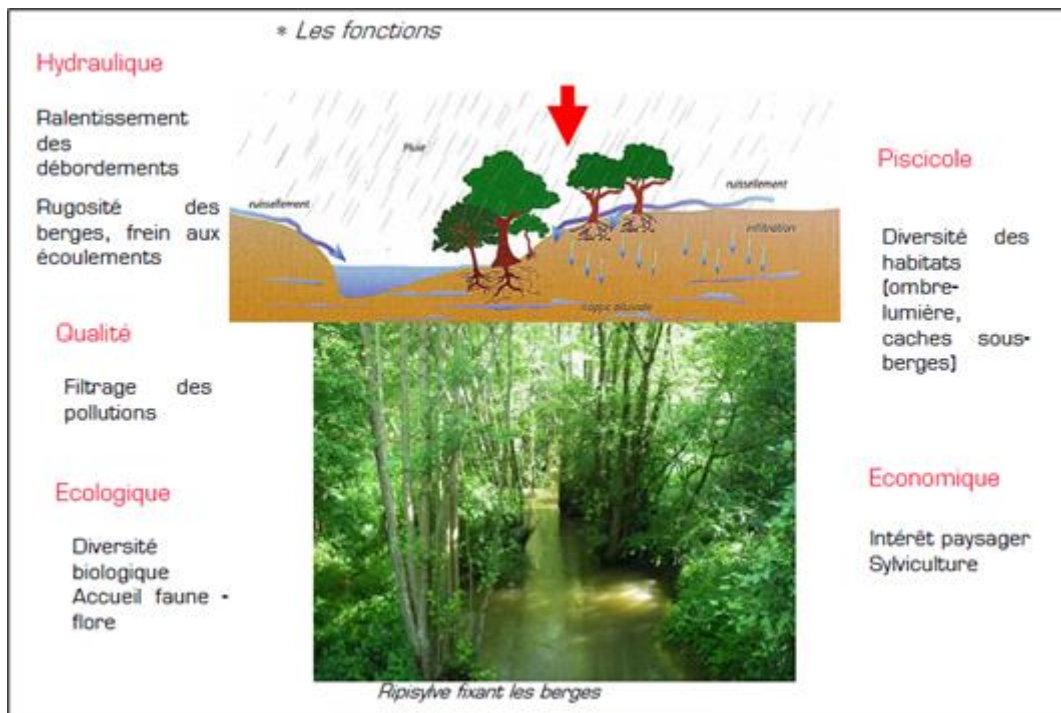 * Les fonctions
Hydraulique
Ralentissement
des
débordements
Rugosité des
berges, frein aux
écoulements
Qualité
Filtrage des
pollutions
Ecologique
Diversité
biologique
Accueil faune -
flore
Pluie
ruissellement
ruissellement
infiltration
Piscicole
Diversité des
habitats
(ombre-
lumière,
caches sous-
berges)
Economique
Intérêt paysager
Sylviculture
Ripisylve fixant les berges